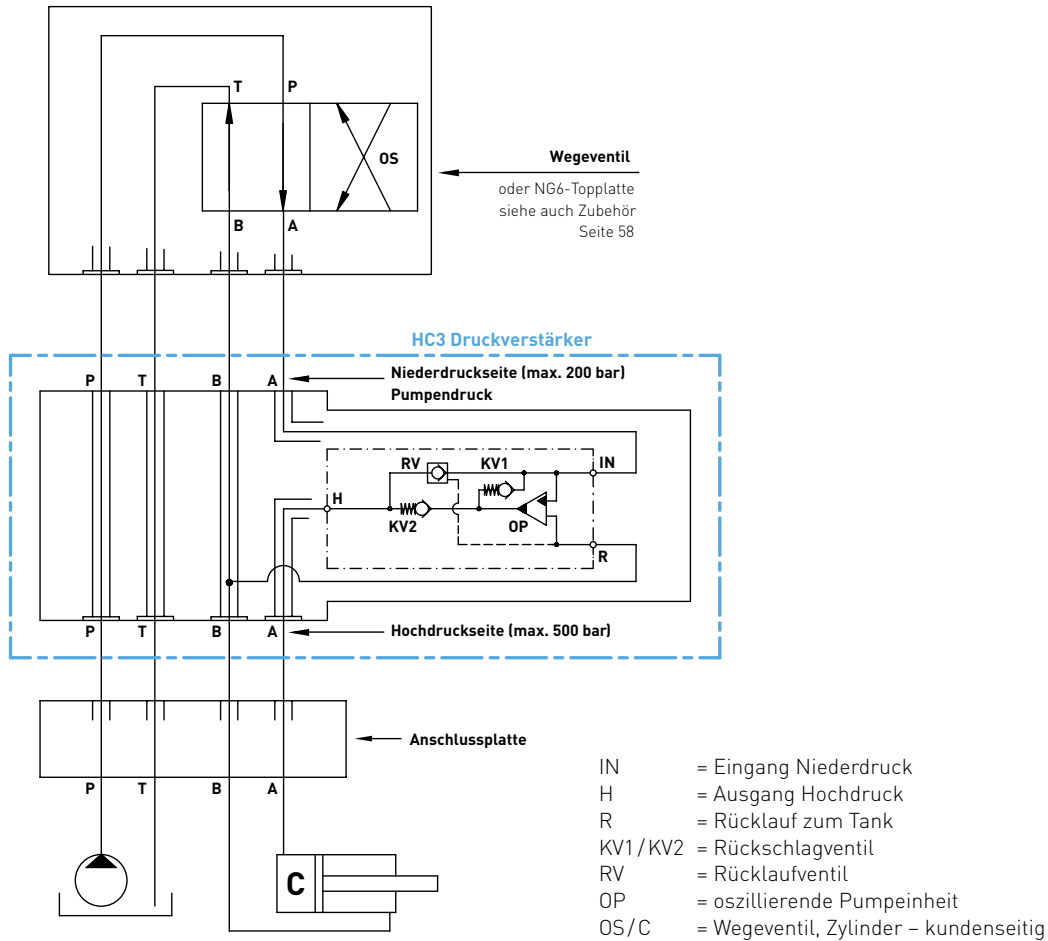 T P
OS
B A
Wegeventil
oder NG6-Topplatte
siehe auch Zubehör
Seite 58
HC3 Druckverstärker
P T B A
Niederdruckseite (max. 200 bar)
Pumpendruck
RV KV1 IN
H
KV2 OP
R
P T B A
Hochdruckseite (max. 500 bar)
Anschlussplatte
P T B A
C
IN = Eingang Niederdruck
H = Ausgang Hochdruck
R = Rücklauf zum Tank
KV1/KV2 = Rückschlagventil
RV = Rücklaufventil
OP = oszillierende Pumpeinheit
OS/C = Wegeventil, Zylinder – kundenseitig